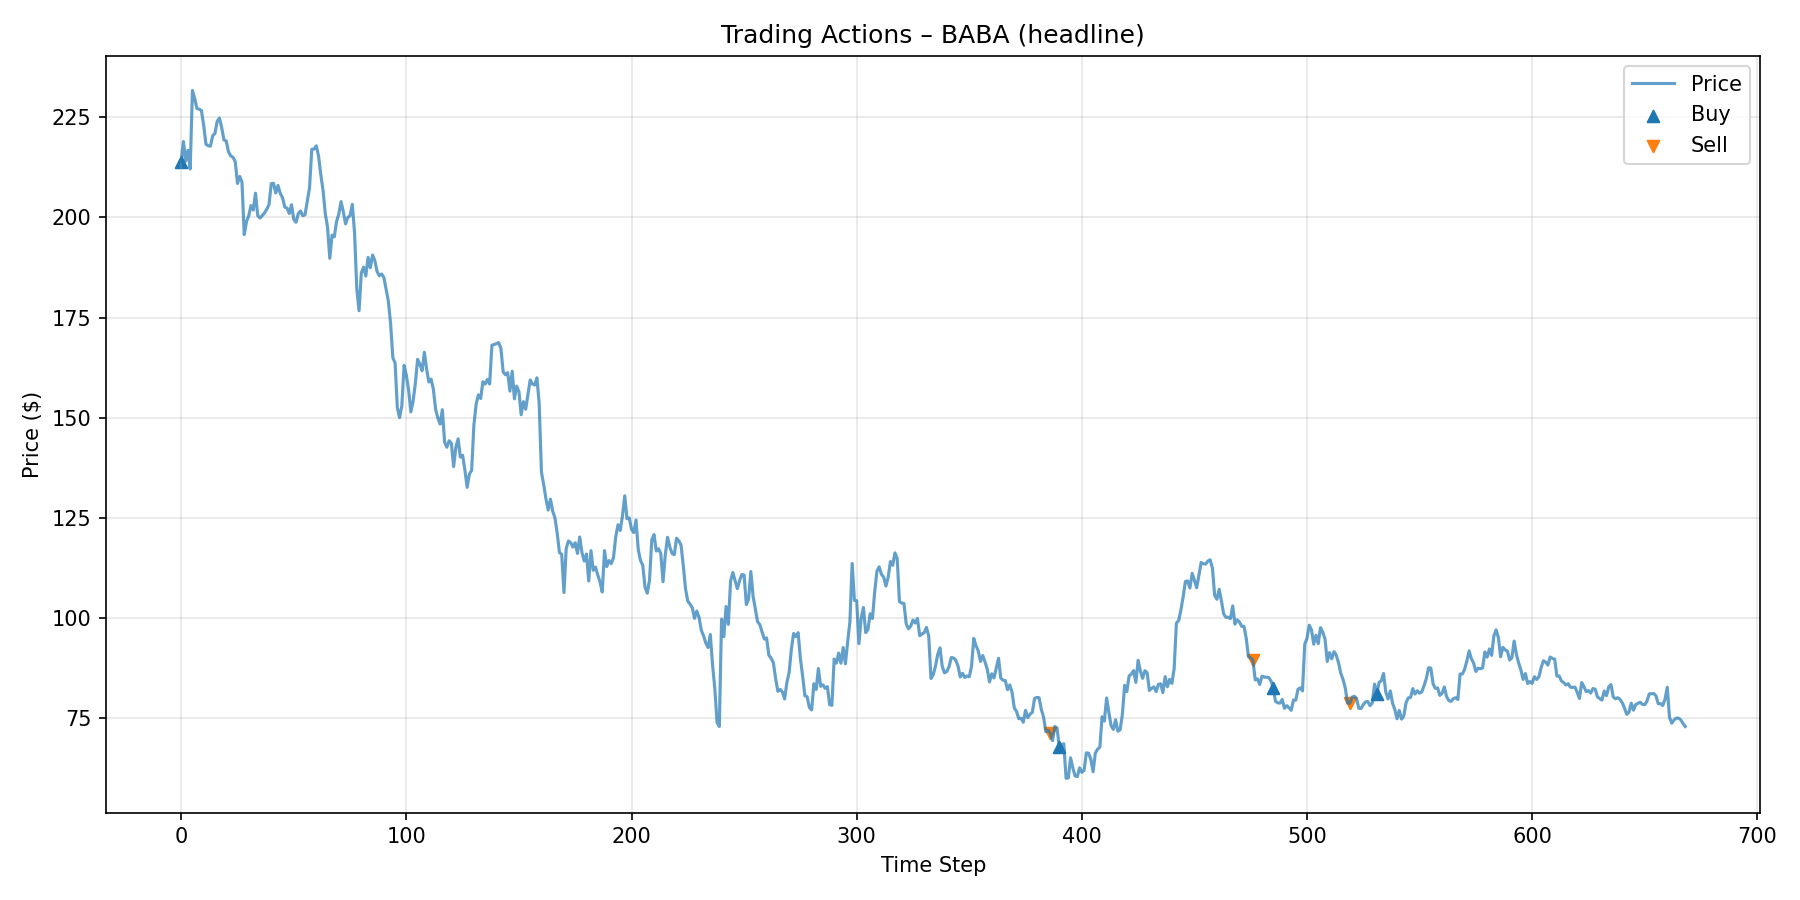 Trading Actions – BABA (headline)
Price
Buy
Sell
225
200
175
150
125
100
75
Price ($)
0 100 200 300 400 500 600 700
Time Step